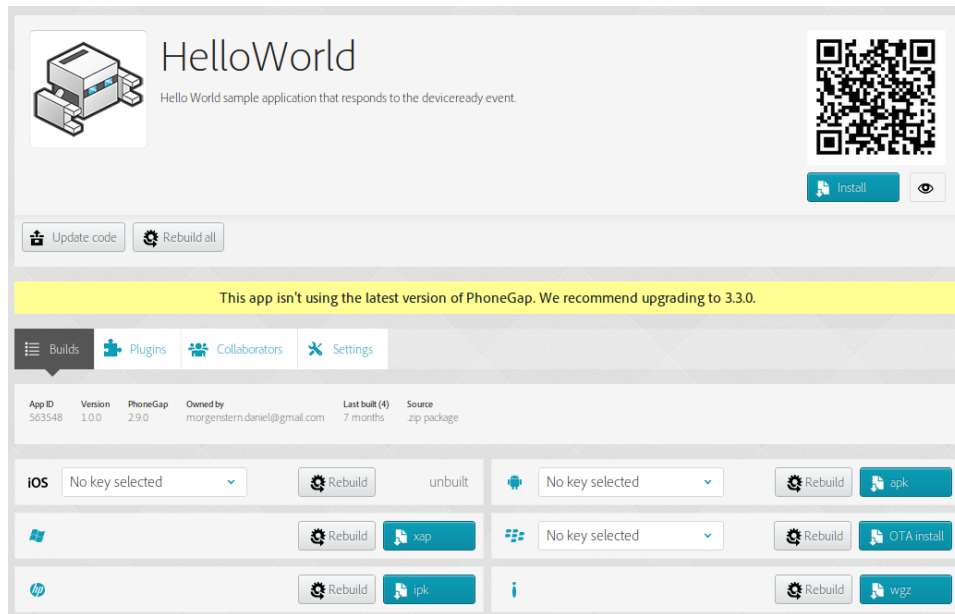 HelloWorld
Hello World sample application that responds to the deviceready event.
Install
Update code
Rebuild all
This app isn't using the latest version of PhoneGap. We recommend upgrading to 3.3.0.
Builds
Plugins
Collaborators
Settings
App ID Version PhoneGap Owned by Last built (4) Source
563548 1.0.0 2.9.0 morgenstern.daniel@gmail.com 7 months .zip package
iOS No key selected Rebuild unbuilt
No key selected Rebuild apk
Rebuild xap
No key selected Rebuild OTA install
hp Rebuild ipk
Rebuild wgz